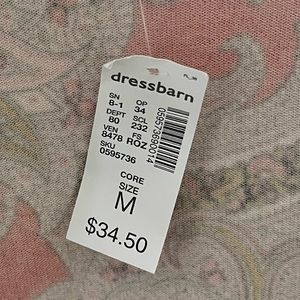 dressbarn
SN OP
8-1 34
DEPT SCL
80 232
VEN FS
8478 ROZ
SKU
0595736
CORE
SIZE
M
$34.50